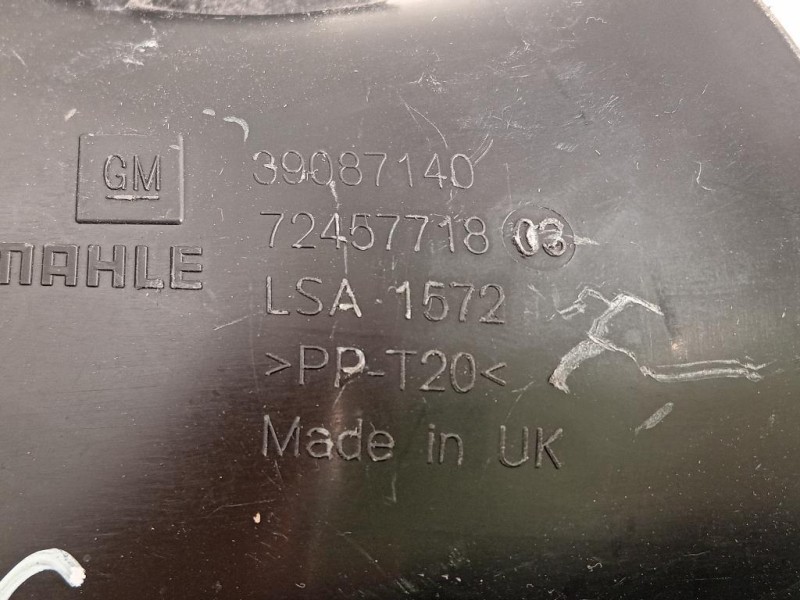 GM
39087140
72457718 03
MAHLE
LSA 1572
>PP-T20<
Made in UK